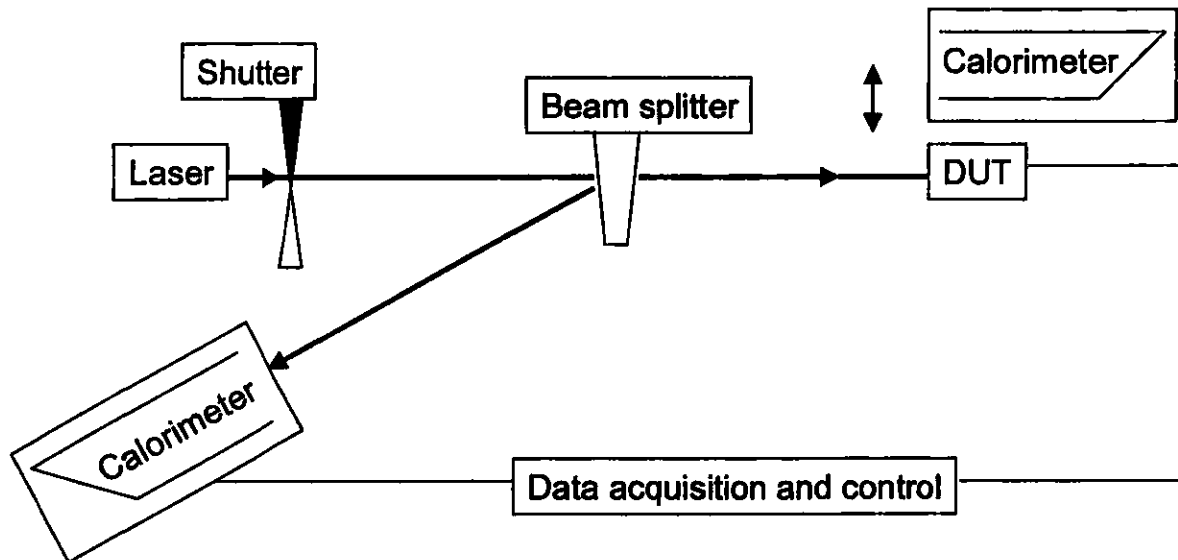 Shutter
Calorimeter
Beam splitter
Laser
DUT
Calorimeter
Data acquisition and control